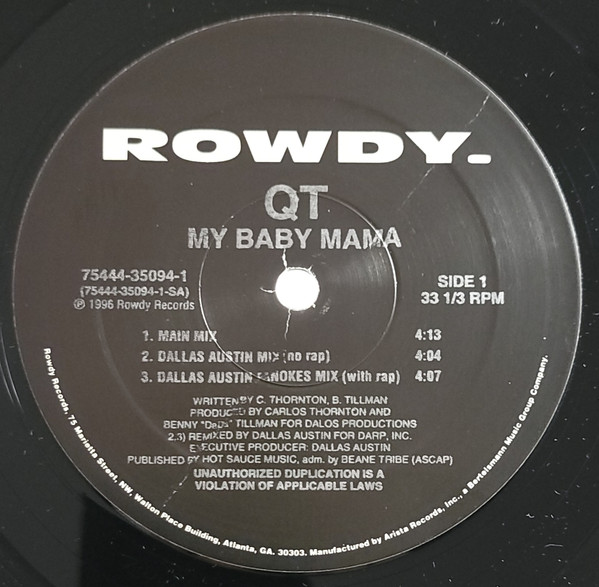 ROWDY.
QT
MY BABY MAMA
75444-35094-1
(75444-35094-1-SA)
℗ 1996 Rowdy Records
SIDE 1
33 1/3 RPM
1. MAIN MIX 4:13
2. DALLAS AUSTIN MIX (no rap) 4:04
3. DALLAS AUSTIN MIX (with rap) 4:07
WRITTEN BY C. THORNTON, B. TILLMAN
PRODUCED BY CARLOS THORNTON AND
BENNY "DaDa" TILLMAN FOR DALOS PRODUCTIONS
2,3) REMIXED BY DALLAS AUSTIN FOR DARP, INC.
EXECUTIVE PRODUCER: DALLAS AUSTIN
PUBLISHED BY HOT SAUCE MUSIC, adm. by BEANE TRIBE (ASCAP)
UNAUTHORIZED DUPLICATION IS A
VIOLATION OF APPLICABLE LAWS
Rowdy Records, 75 Marietta Street, NW, Walton Place Building, Atlanta, GA. 30303. Manufactured by Arista Records, Inc., a Bertelsmann Music Group Company.